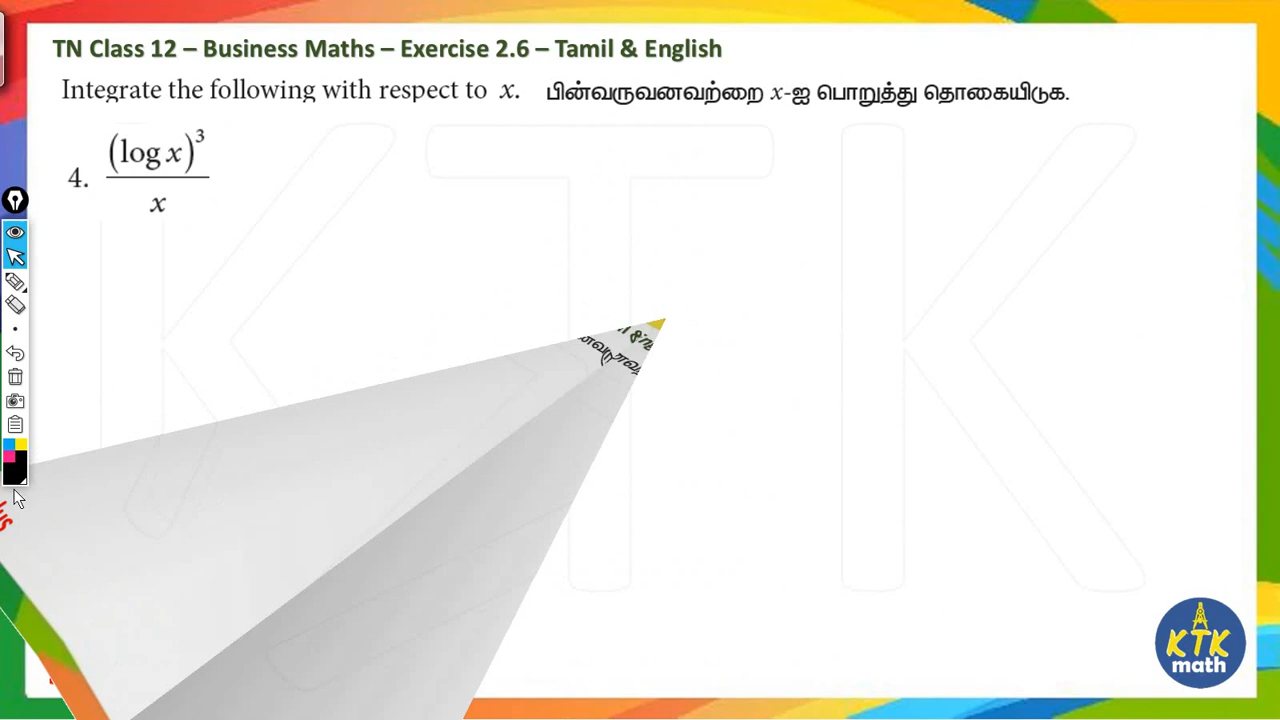 TN Class 12 – Business Maths – Exercise 2.6 – Tamil & English
Integrate the following with respect to x. பின்வருவனவற்றை x-ஐ பொறுத்து தொகையிடுக.
4. (log x)³
x
K T K
KTK
math